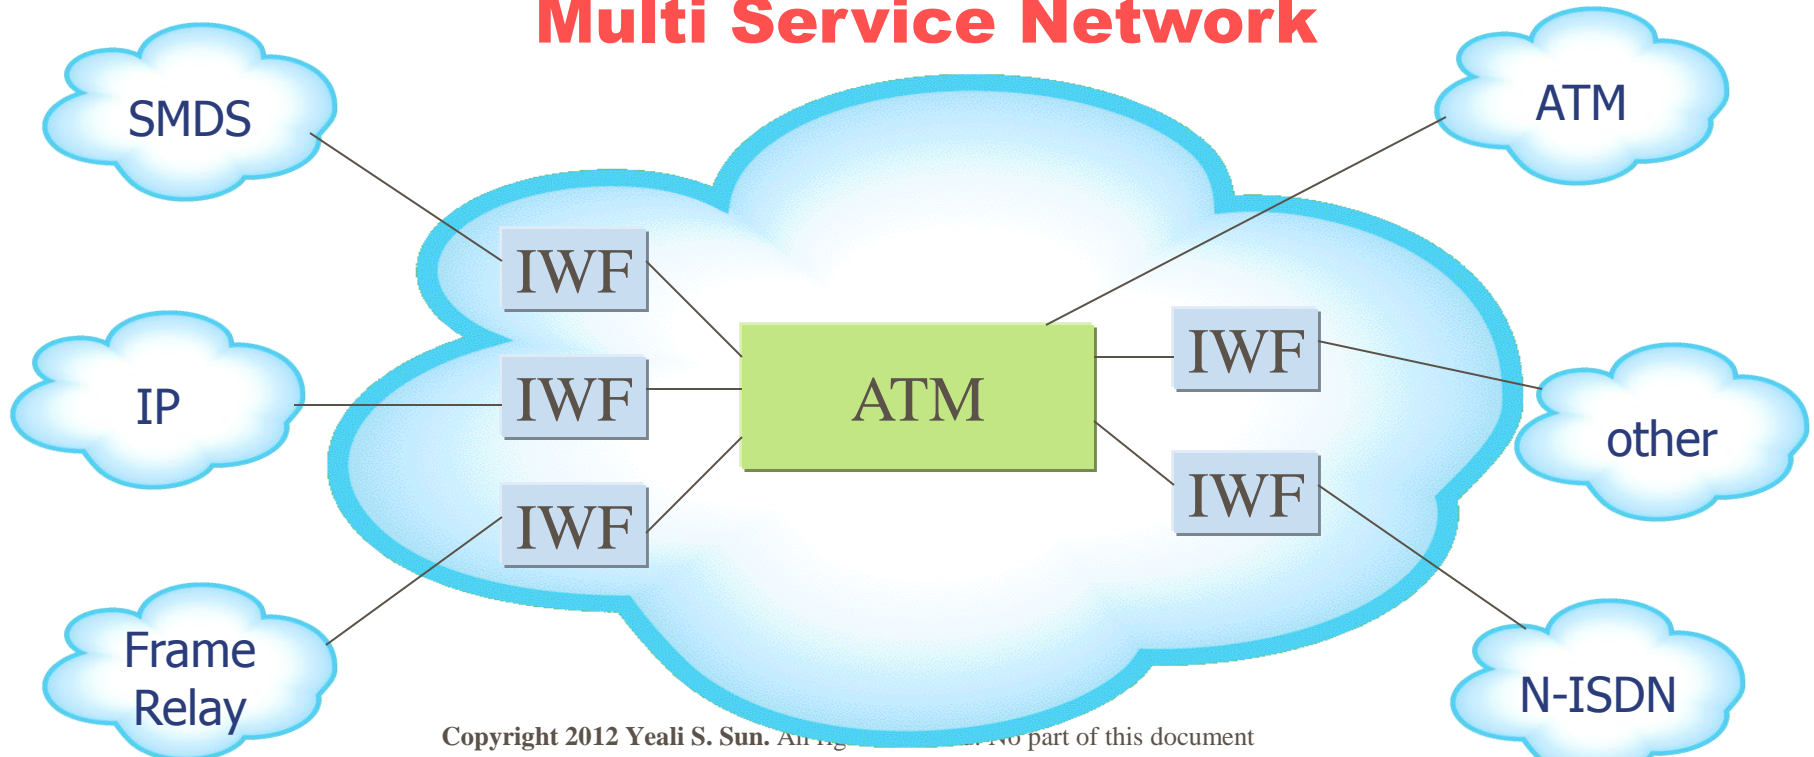 Multi Service Network
SMDS
ATM
IWF
IWF
IP
IWF
ATM
other
IWF
IWF
Frame
Relay
N-ISDN
Copyright 2012 Yeali S. Sun. No part of this document